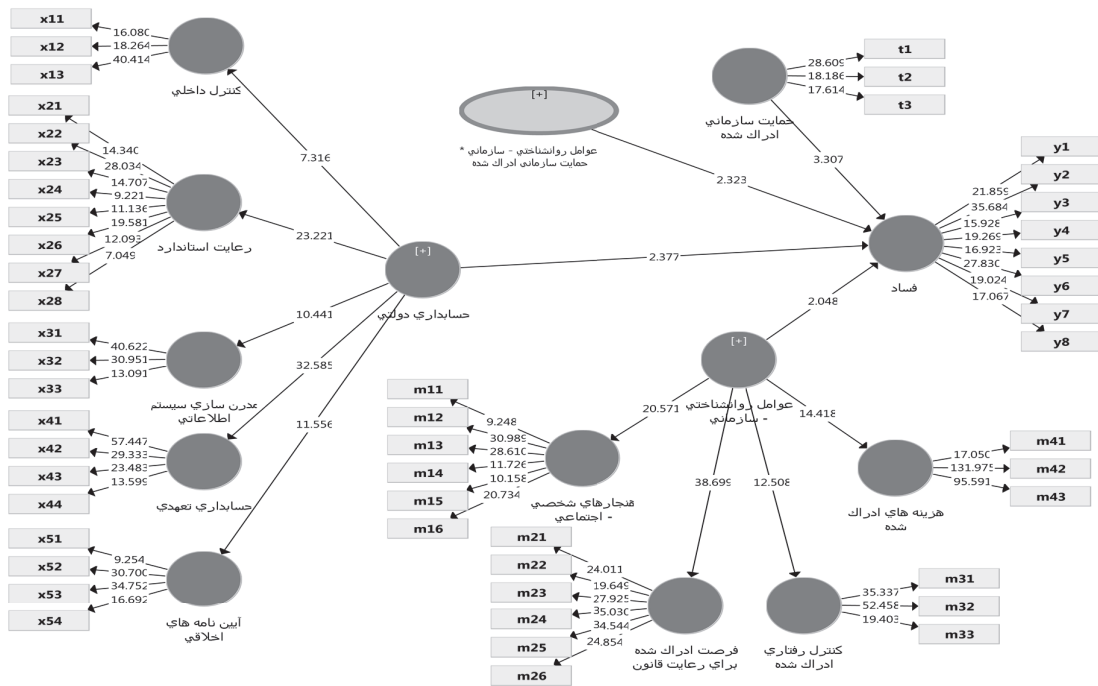 x11
x12
x13
16.080
18.264
40.414
كنترل داخلي
x21
x22
x23
x24
x25
x26
x27
x28
14.340
28.034
14.707
9.221
11.136
19.581
12.093
7.049
رعايت استاندارد
x31
x32
x33
40.622
30.951
13.091
مدرن سازي سيستم
اطلاعاتي
x41
x42
x43
x44
57.447
29.333
23.483
13.599
حسابداري تعهدي
x51
x52
x53
x54
9.254
30.700
34.752
16.692
آيين نامه هاي
اخلاقي
7.316
23.221
10.441
32.585
11.556
[+]
حسابداري دولتي
2.377
[+]
عوامل روانشناختي - سازماني *
حمايت سازماني ادراك شده
2.323
t1
t2
t3
28.609
18.186
17.614
حمايت سازماني
ادراك شده
3.307
y1
y2
y3
y4
y5
y6
y7
y8
21.859
35.684
15.928
19.269
16.923
27.830
19.024
17.067
فساد
2.048
[+]
عوامل روانشناختي
- سازماني
20.571
38.699
12.508
14.418
m11
m12
m13
m14
m15
m16
9.248
30.989
28.610
11.726
10.158
20.734
هنجارهاي شخصي
- اجتماعي
m21
m22
m23
m24
m25
m26
24.011
19.649
27.925
35.030
34.544
24.854
فرصت ادراك شده
براي رعايت قانون
m31
m32
m33
35.337
52.458
19.403
كنترل رفتاري
ادراك شده
m41
m42
m43
17.050
131.975
95.591
هزينه هاي ادراك
شده